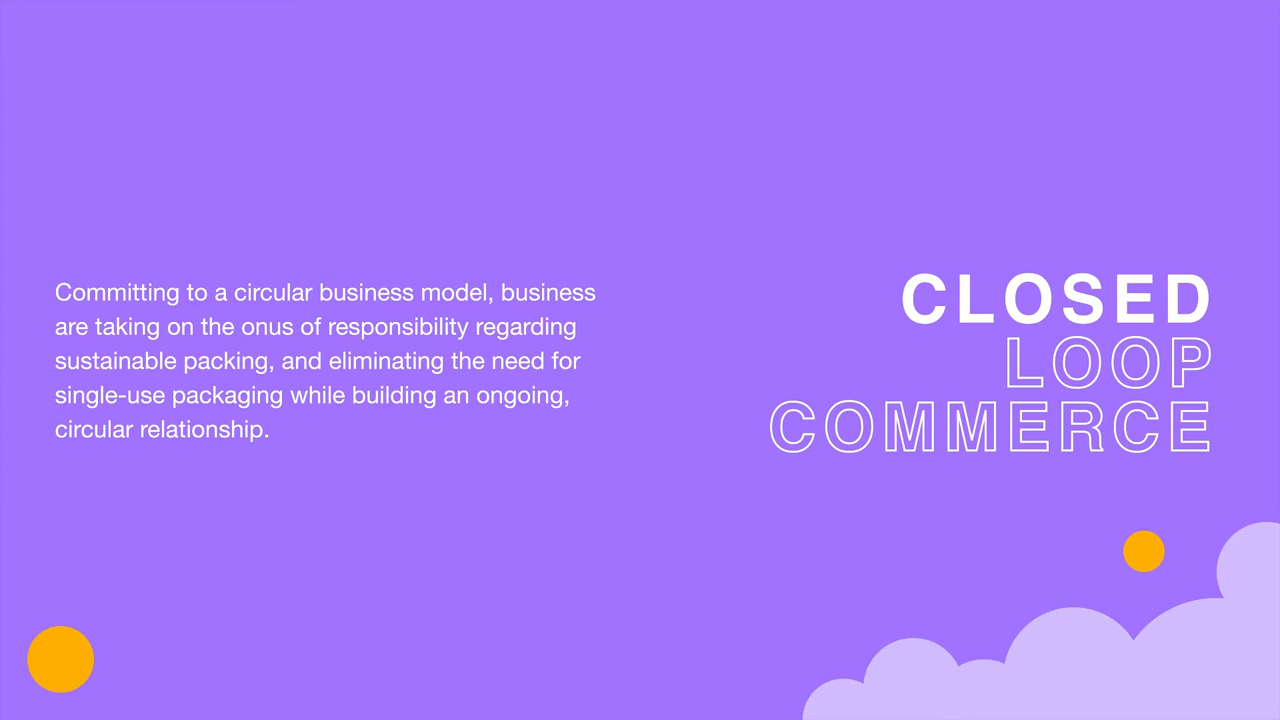 Committing to a circular business model, business
are taking on the onus of responsibility regarding
sustainable packing, and eliminating the need for
single-use packaging while building an ongoing,
circular relationship.
CLOSED
LOOP
COMMERCE